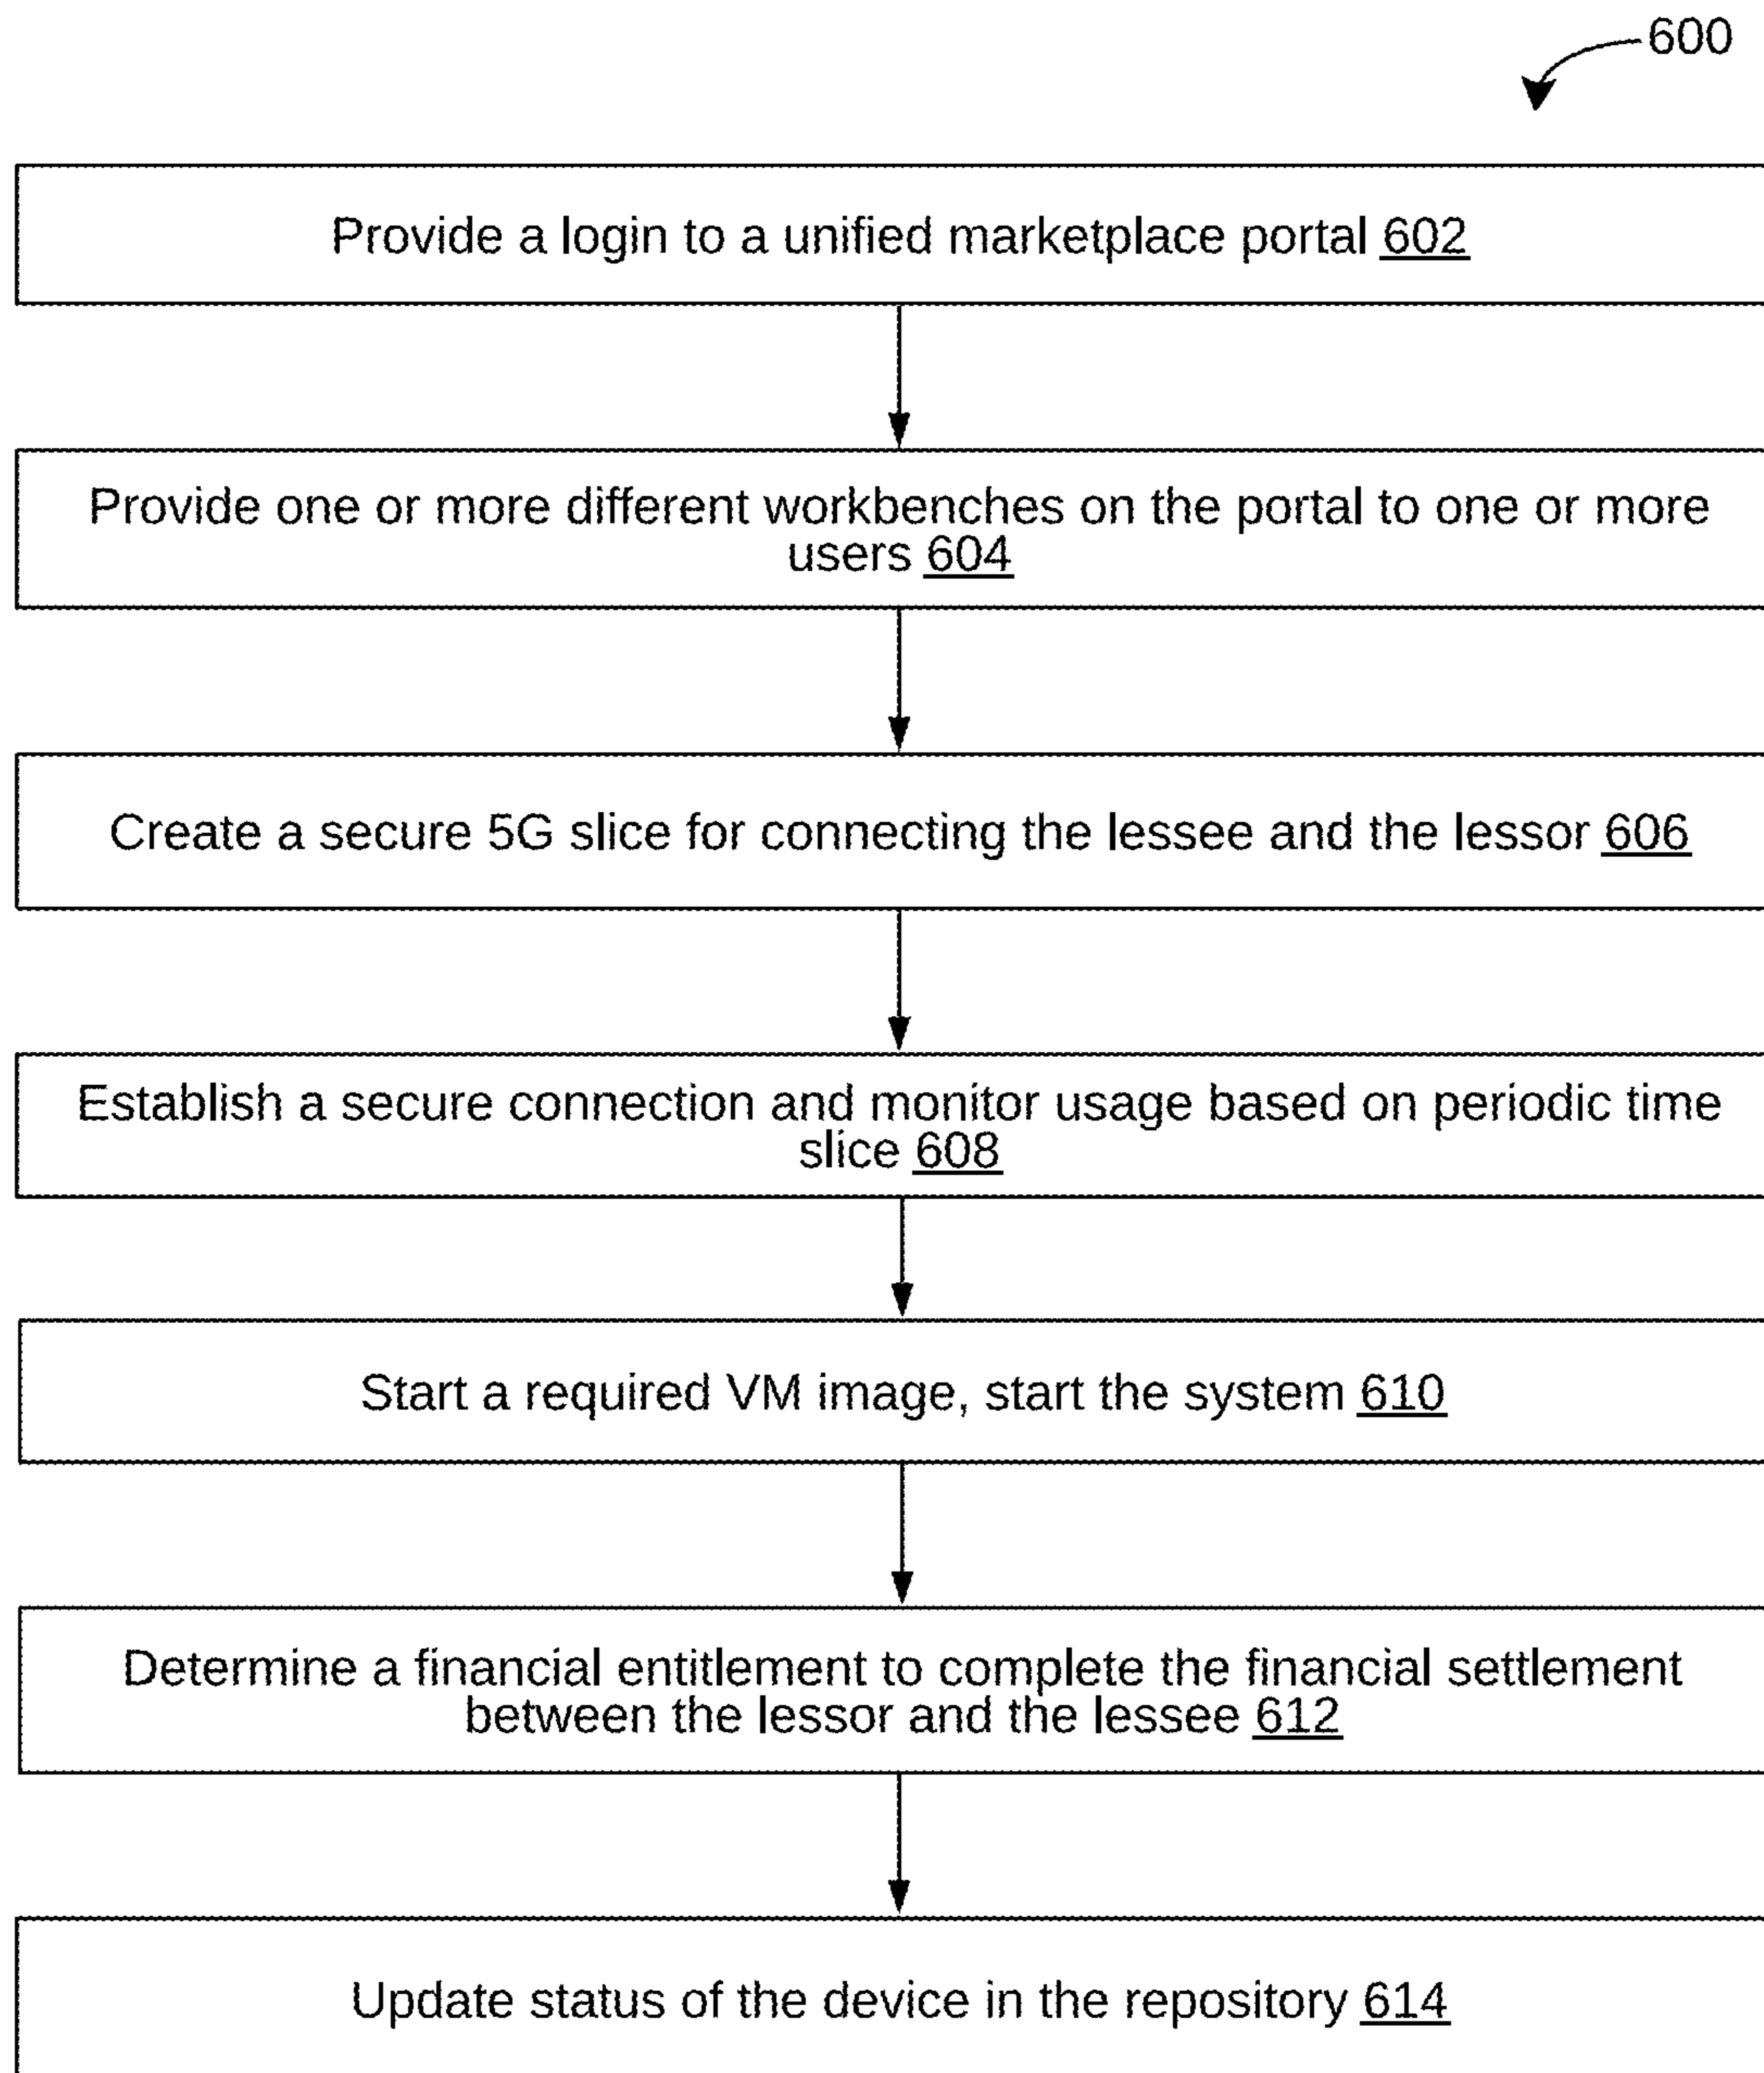 600
Provide a login to a unified marketplace portal 602
Provide one or more different workbenches on the portal to one or more
users 604
Create a secure 5G slice for connecting the lessee and the lessor 606
Establish a secure connection and monitor usage based on periodic time
slice 608
Start a required VM image, start the system 610
Determine a financial entitlement to complete the financial settlement
between the lessor and the lessee 612
Update status of the device in the repository 614